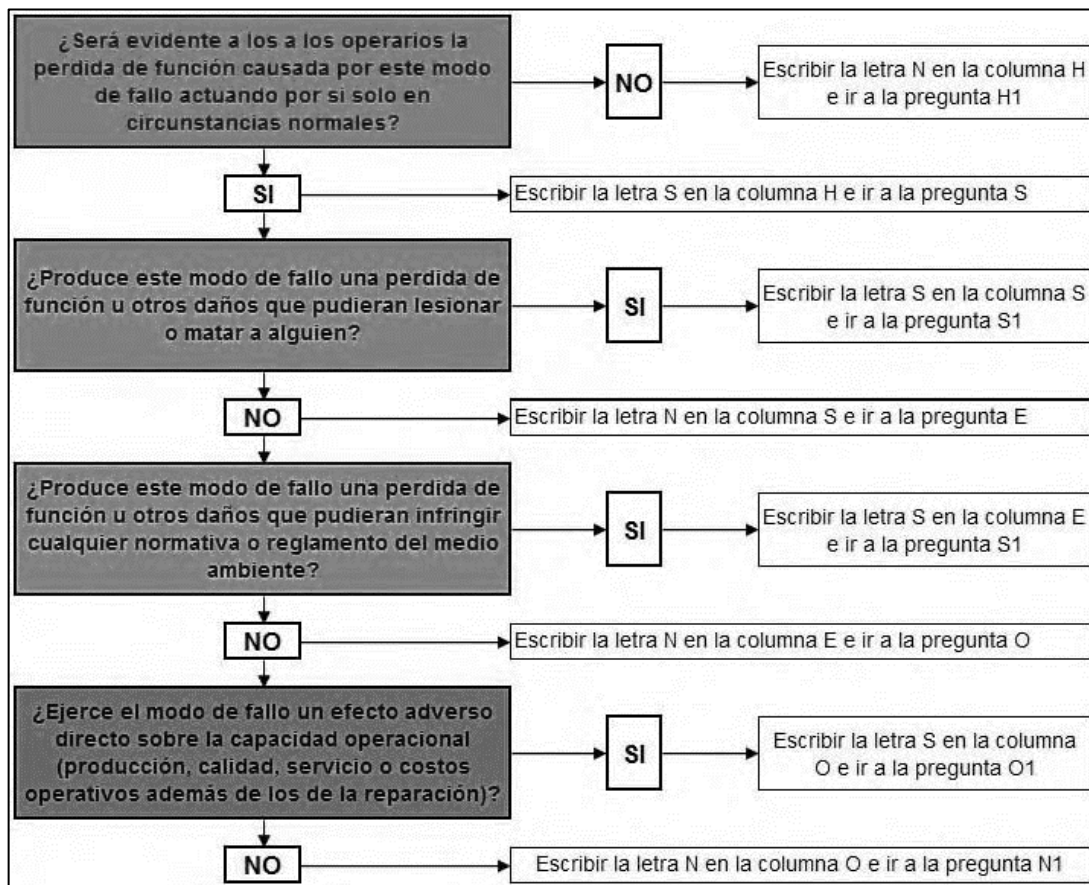 ¿Será evidente a los a los operarios la
perdida de función causada por este modo
de fallo actuando por si solo en
circunstancias normales?
NO
Escribir la letra N en la columna H
e ir a la pregunta H1
SI
Escribir la letra S en la columna H e ir a la pregunta S
¿Produce este modo de fallo una perdida de
función u otros daños que pudieran lesionar
o matar a alguien?
SI
Escribir la letra S en la columna S
e ir a la pregunta S1
NO
Escribir la letra N en la columna S e ir a la pregunta E
¿Produce este modo de fallo una perdida de
función u otros daños que pudieran infringir
cualquier normativa o reglamento del medio
ambiente?
SI
Escribir la letra S en la columna E
e ir a la pregunta S1
NO
Escribir la letra N en la columna E e ir a la pregunta O
¿Ejerce el modo de fallo un efecto adverso
directo sobre la capacidad operacional
(producción, calidad, servicio o costos
operativos además de los de la reparación)?
SI
Escribir la letra S en la columna
O e ir a la pregunta O1
NO
Escribir la letra N en la columna O e ir a la pregunta N1